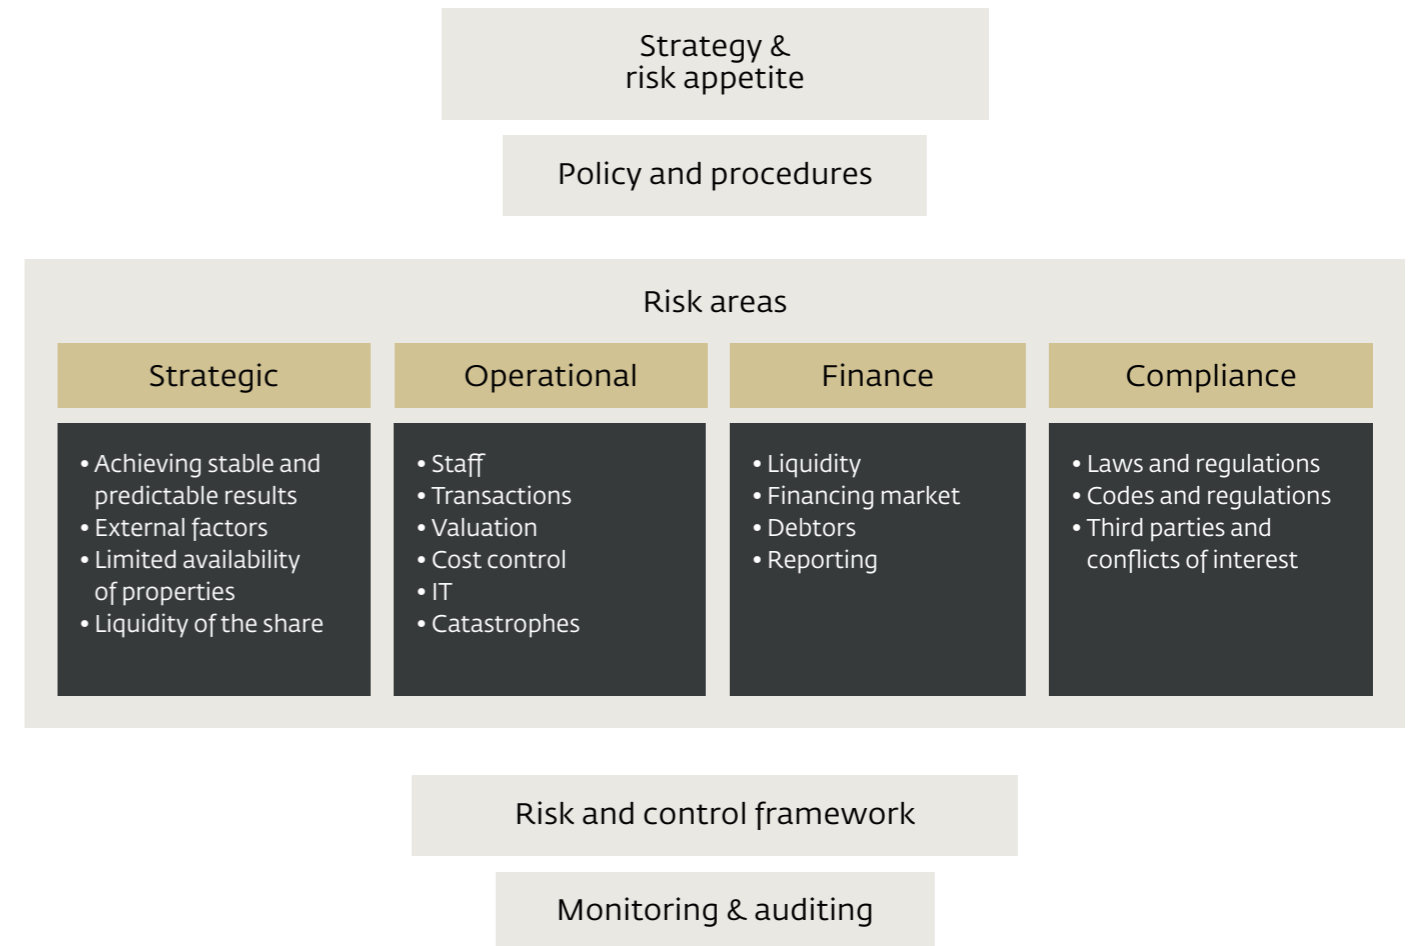 Strategy &
risk appetite
Policy and procedures
Risk areas
Strategic
• Achieving stable and
predictable results
• External factors
• Limited availability
of properties
• Liquidity of the share
Operational
• Staff
• Transactions
• Valuation
• Cost control
• IT
• Catastrophes
Finance
• Liquidity
• Financing market
• Debtors
• Reporting
Compliance
• Laws and regulations
• Codes and regulations
• Third parties and
conflicts of interest
Risk and control framework
Monitoring & auditing